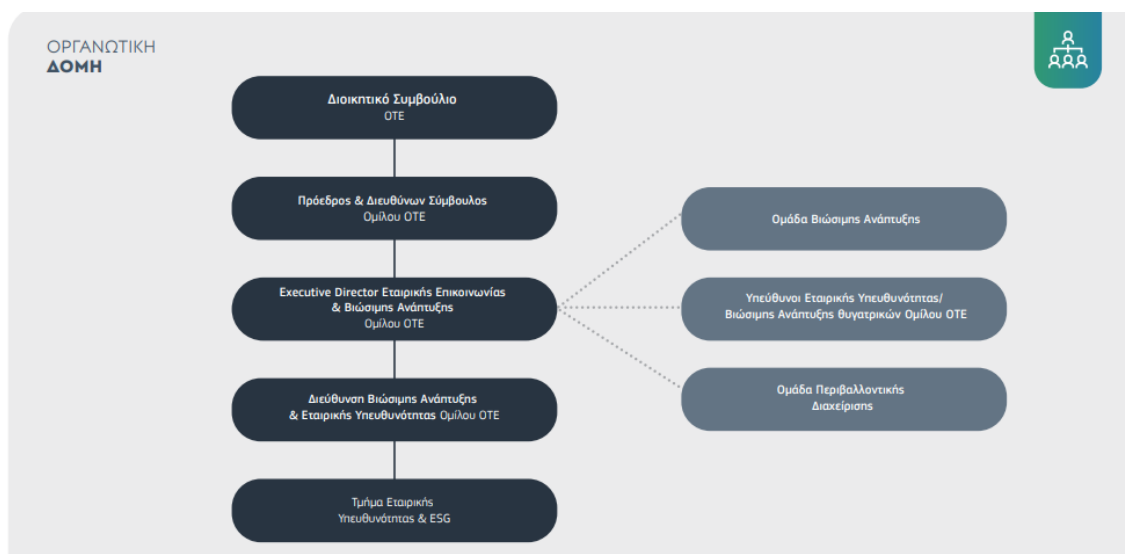 ΟΡΓΑΝΩΤΙΚΗ
ΔΟΜΗ
Διοικητικό Συμβούλιο
ΟΤΕ
Πρόεδρος & Διευθύνων Σύμβουλος
Ομίλου ΟΤΕ
Executive Director Εταιρικής Επικοινωνίας
& Βιώσιμης Ανάπτυξης
Ομίλου ΟΤΕ
Διεύθυνση Βιώσιμης Ανάπτυξης
& Εταιρικής Υπευθυνότητας Ομίλου ΟΤΕ
Τμήμα Εταιρικής
Υπευθυνότητας & ESG
Ομάδα Βιώσιμης Ανάπτυξης
Υπεύθυνοι Εταιρικής Υπευθυνότητας/
Βιώσιμης Ανάπτυξης θυγατρικών Ομίλου ΟΤΕ
Ομάδα Περιβαλλοντικής
Διαχείρισης